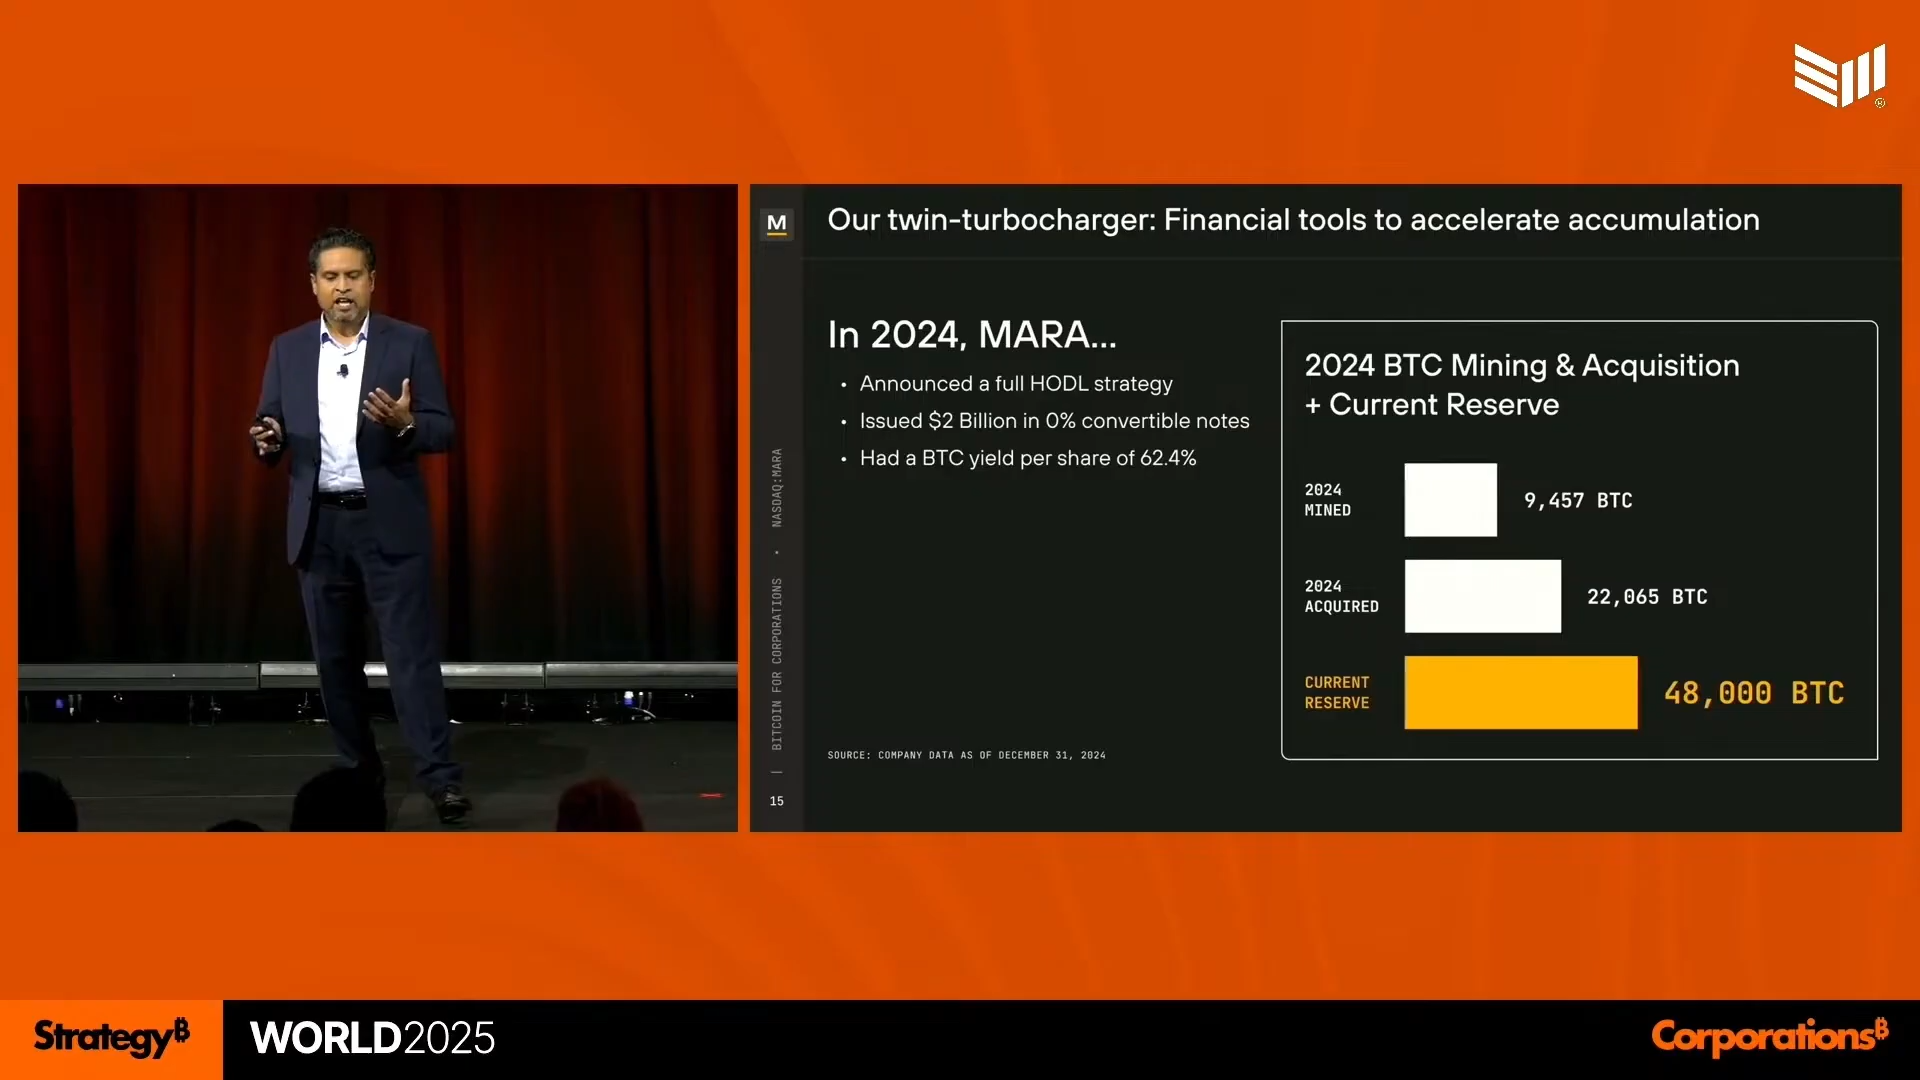 M
Our twin-turbocharger: Financial tools to accelerate accumulation
In 2024, MARA...
• Announced a full HODL strategy
• Issued $2 Billion in 0% convertible notes
• Had a BTC yield per share of 62.4%
2024 BTC Mining & Acquisition
+ Current Reserve
2024
MINED
9,457 BTC
2024
ACQUIRED
22,065 BTC
CURRENT
RESERVE
48,000 BTC
SOURCE: COMPANY DATA AS OF DECEMBER 31, 2024
15 | BITCOIN FOR CORPORATIONS • NASDAQ:MARA
Strategy₿
WORLD2025
Corporations₿